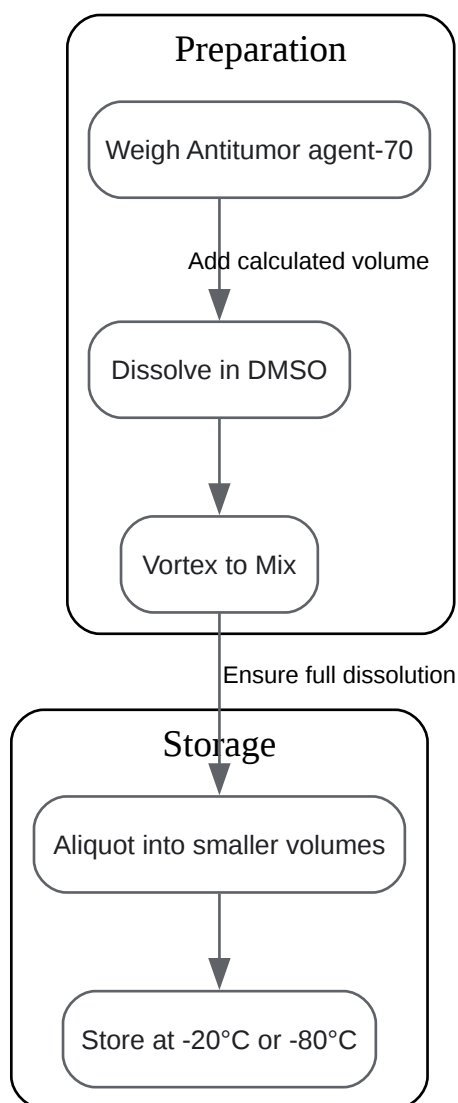 Preparation
Weigh Antitumor agent-70
Add calculated volume
Dissolve in DMSO
Vortex to Mix
Ensure full dissolution
Storage
Aliquot into smaller volumes
Store at -20°C or -80°C